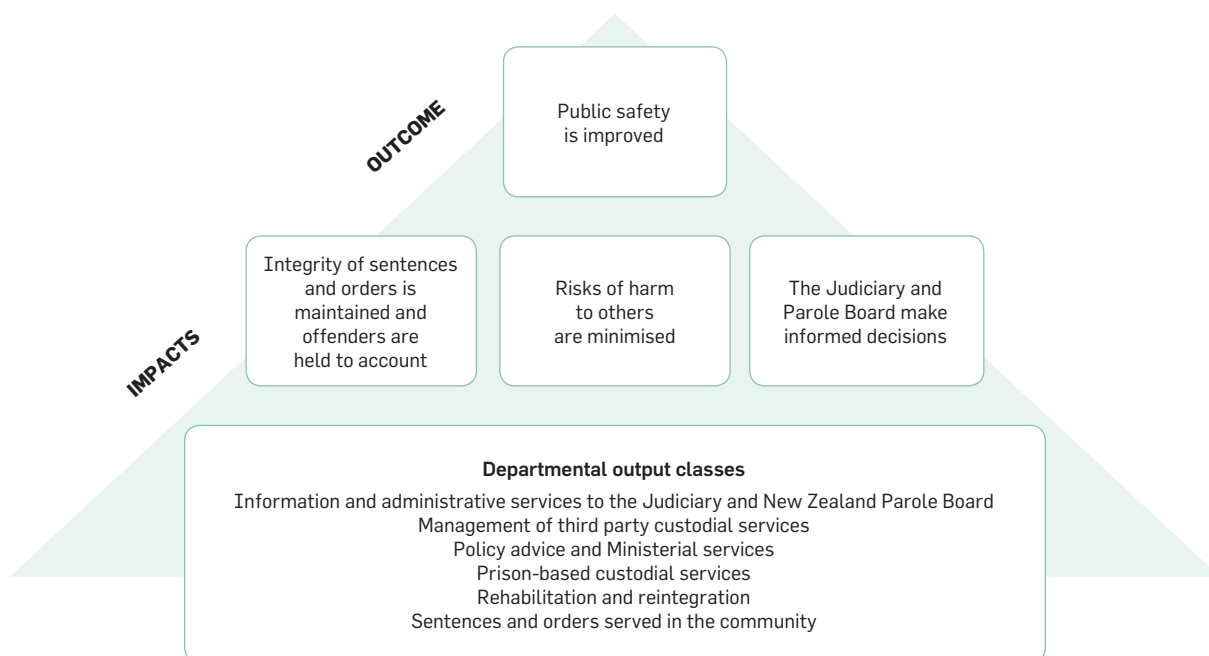 OUTCOME
Public safety
is improved
IMPACTS
Integrity of sentences
and orders is
maintained and
offenders are
held to account
Risks of harm
to others
are minimised
The Judiciary and
Parole Board make
informed decisions
Departmental output classes
Information and administrative services to the Judiciary and New Zealand Parole Board
Management of third party custodial services
Policy advice and Ministerial services
Prison-based custodial services
Rehabilitation and reintegration
Sentences and orders served in the community